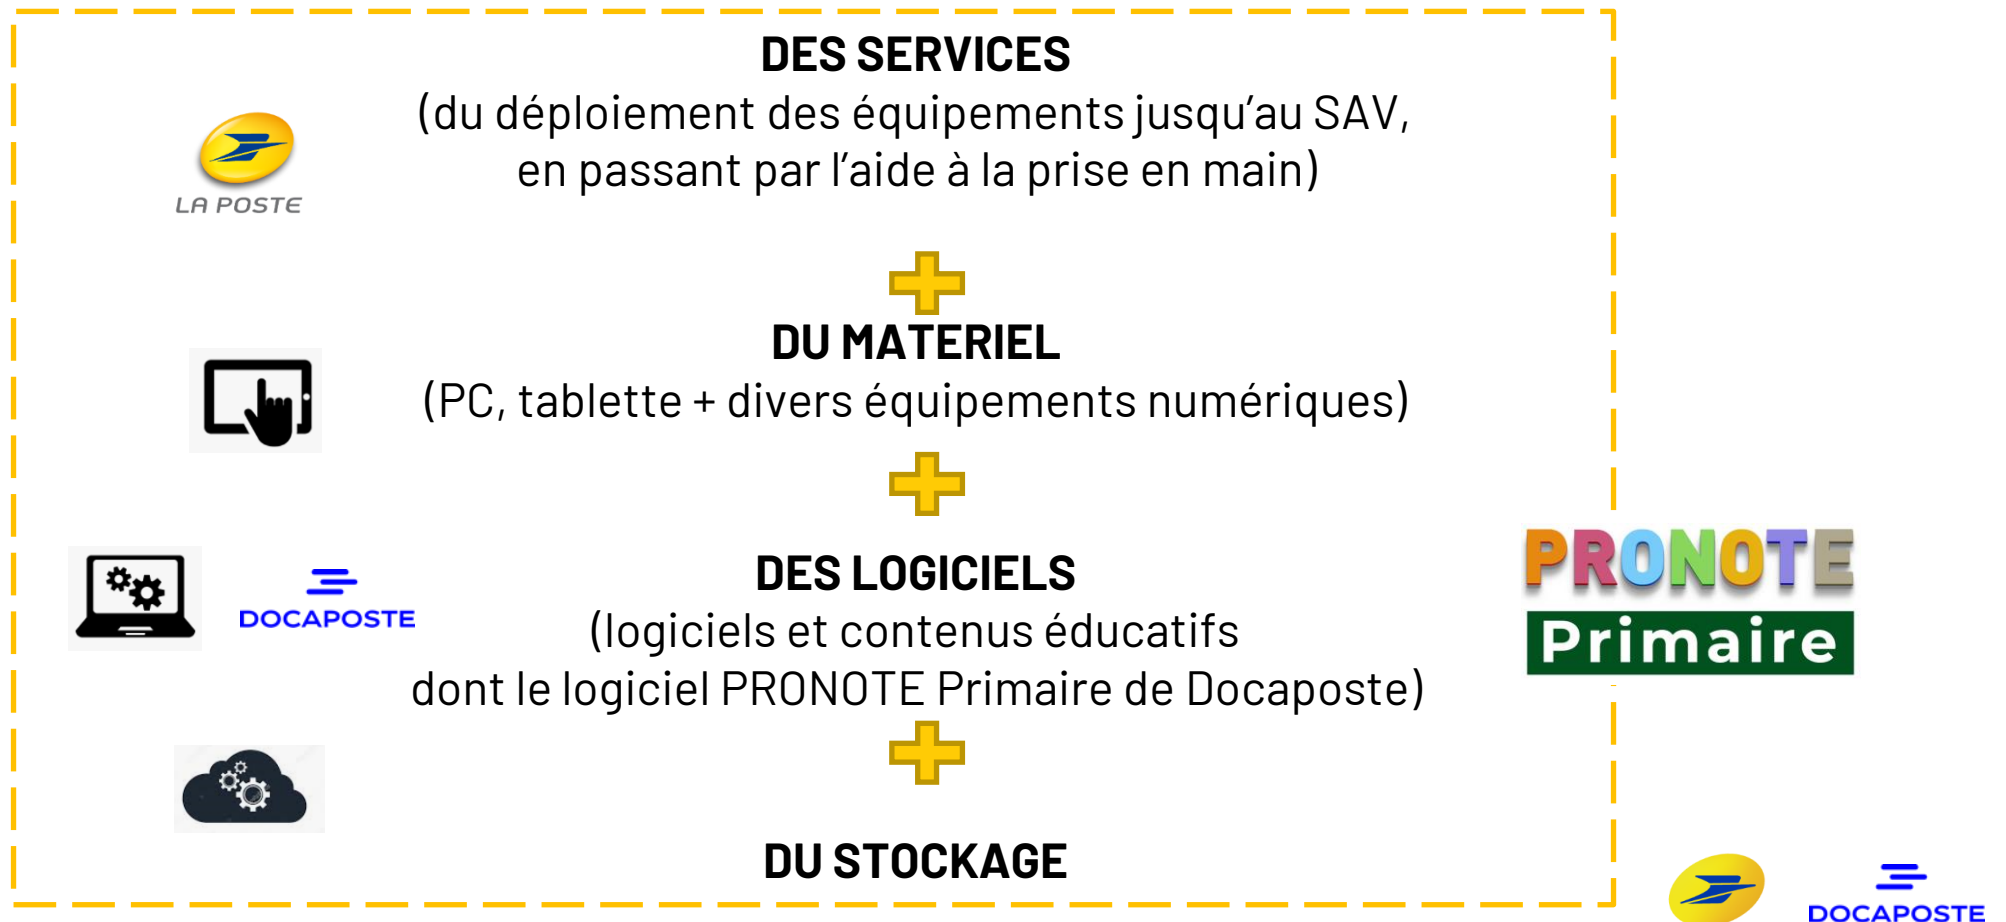 DES SERVICES
(du déploiement des équipements jusqu’au SAV,
en passant par l’aide à la prise en main)
LA POSTE
DU MATERIEL
(PC, tablette + divers équipements numériques)
DES LOGICIELS
DOCAPOSTE
(logiciels et contenus éducatifs
dont le logiciel PRONOTE Primaire de Docaposte)
PRONOTE
Primaire
DU STOCKAGE
DOCAPOSTE